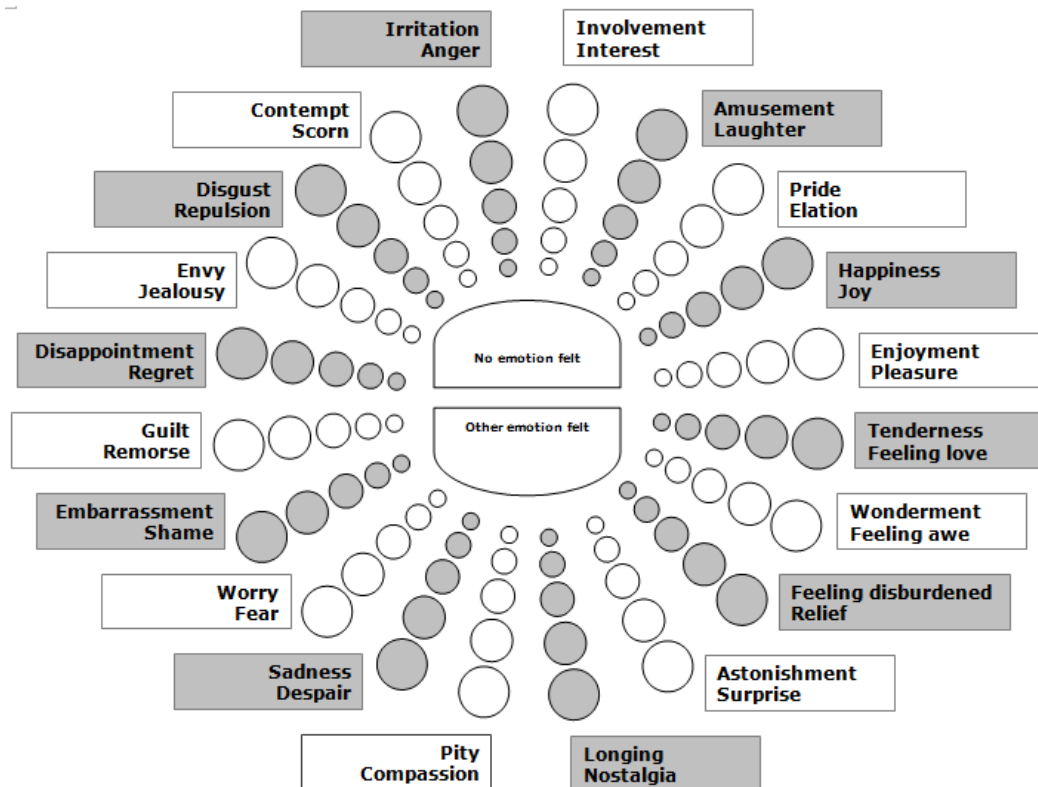 Irritation
Anger
Involvement
Interest
Contempt
Scorn
Amusement
Laughter
Disgust
Repulsion
Pride
Elation
Envy
Jealousy
Happiness
Joy
Disappointment
Regret
No emotion felt
Enjoyment
Pleasure
Guilt
Remorse
Other emotion felt
Tenderness
Feeling love
Embarrassment
Shame
Wonderment
Feeling awe
Worry
Fear
Feeling disburdened
Relief
Sadness
Despair
Astonishment
Surprise
Pity
Compassion
Longing
Nostalgia